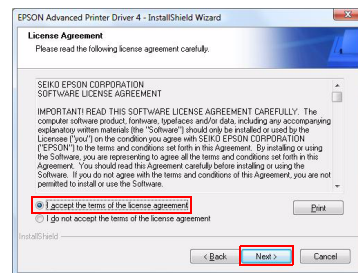 EPSON Advanced Printer Driver 4 - InstallShield Wizard
License Agreement
Please read the following license agreement carefully.
SEIKO EPSON CORPORATION
SOFTWARE LICENSE AGREEMENT
IMPORTANT! READ THIS SOFTWARE LICENSE AGREEMENT CAREFULLY. The
computer software product, fontware, typefaces and/or data, including any accompanying
explanatory written materials (the "Software") should only be installed or used by the
Licensee ("you") on the condition you agree with SEIKO EPSON CORPORATION
("EPSON") to the terms and conditions set forth in this Agreement. By installing or using
the Software, you are representing to agree all the terms and conditions set forth in this
Agreement. You should read this Agreement carefully before installing or using the
Software. If you do not agree with the terms and conditions of this Agreement, you are not
permitted to install or use the Software.
I accept the terms of the license agreement
Print
I do not accept the terms of the license agreement
InstallShield
< Back
Next >
Cancel